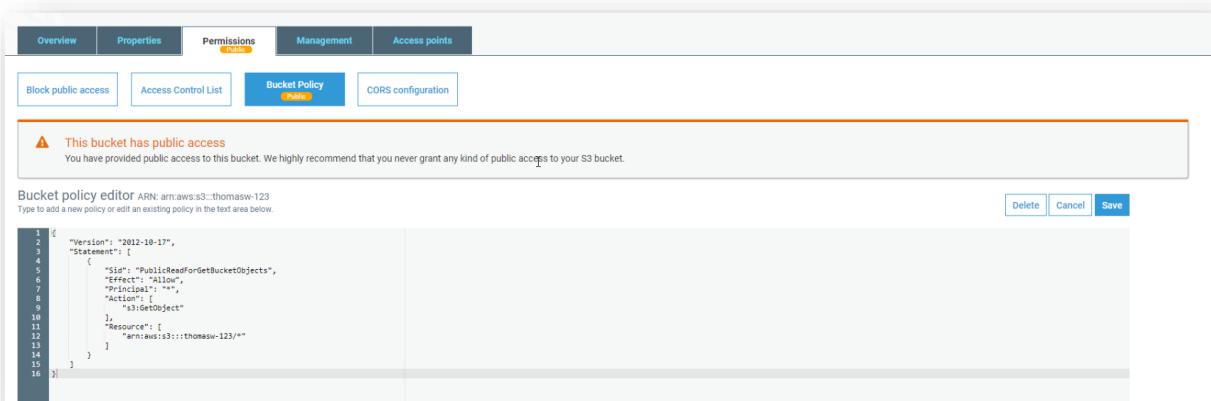 Overview Properties Permissions Management Access points
Public
Block public access Access Control List Bucket Policy CORS configuration
Public
This bucket has public access
You have provided public access to this bucket. We highly recommend that you never grant any kind of public access to your S3 bucket.
Bucket policy editor ARN: arn:aws:s3:::thomasw-123
Type to add a new policy or edit an existing policy in the text area below.
Delete Cancel Save
1 {
2 "Version": "2012-10-17",
3 "Statement": [
4 {
5 "Sid": "PublicReadForGetBucketObjects",
6 "Effect": "Allow",
7 "Principal": "*",
8 "Action": [
9 "s3:GetObject"
10 ],
11 "Resource": [
12 "arn:aws:s3:::thomasw-123/*"
13 ]
14 }
15 ]
16 }